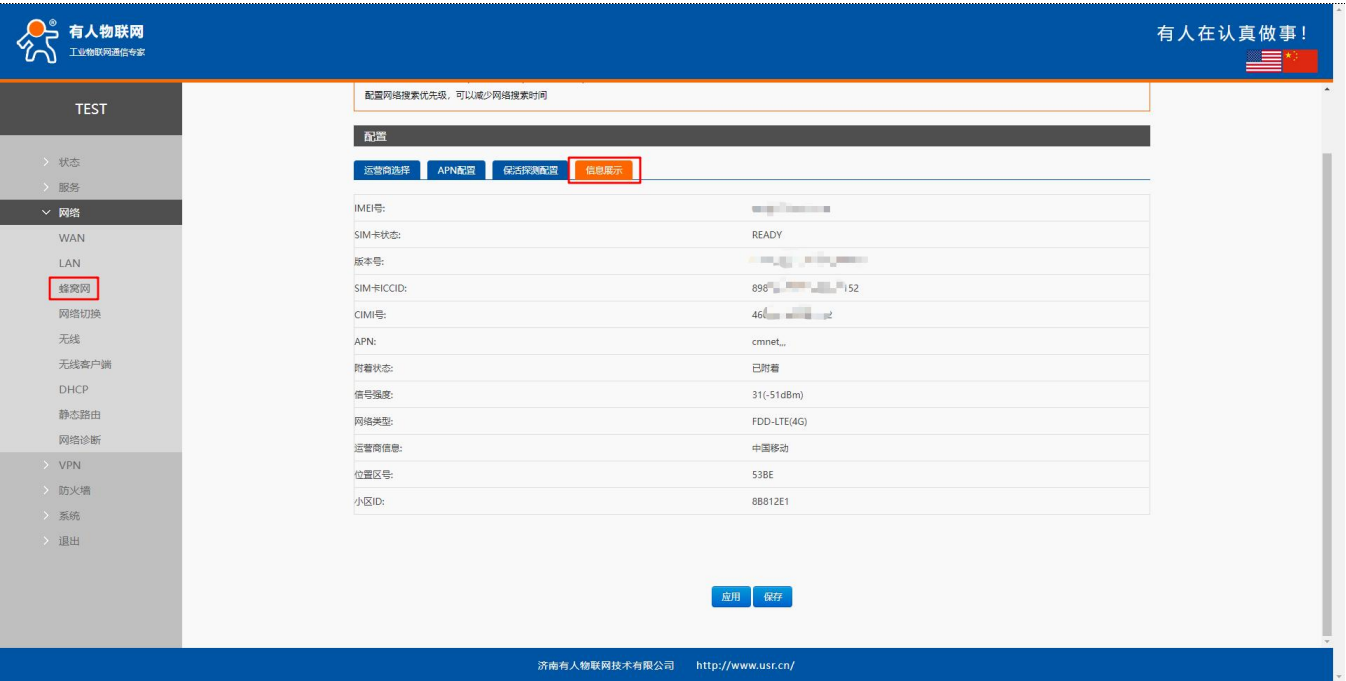 有人物联网
工业物联网通信专家
有人在认真做事!
TEST
状态
服务
网络
WAN
LAN
蜂窝网
网络切换
无线
无线客户端
DHCP
静态路由
网络诊断
VPN
防火墙
系统
退出
配置网络搜素优先级,可以减少网络搜素时间
配置
运营商选择 APN配置 保活探测配置 信息展示
IMEI号:
SIM卡状态: READY
版本号:
SIM卡ICCID: 898 152
CIMI号: 46
APN: cmnet,,,
附着状态: 已附着
信号强度: 31(-51dBm)
网络类型: FDD-LTE(4G)
运营商信息: 中国移动
位置区号: 53BE
小区ID: 8B812E1
应用 保存
济南有人物联网技术有限公司 http://www.usr.cn/